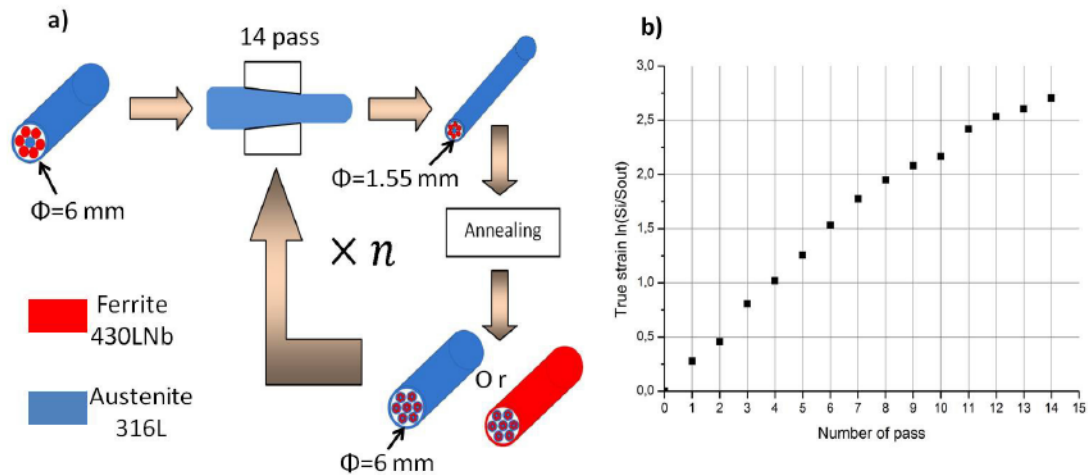 a)
14 pass
Φ=6 mm
Φ=1.55 mm
Annealing
× n
Ferrite
430LNb
Austenite
316L
Or
Φ=6 mm
b)
True strain ln(Si/Sout)
3,0
2,5
2,0
1,5
1,0
0,5
0,0
0 1 2 3 4 5 6 7 8 9 10 11 12 13 14 15
Number of pass